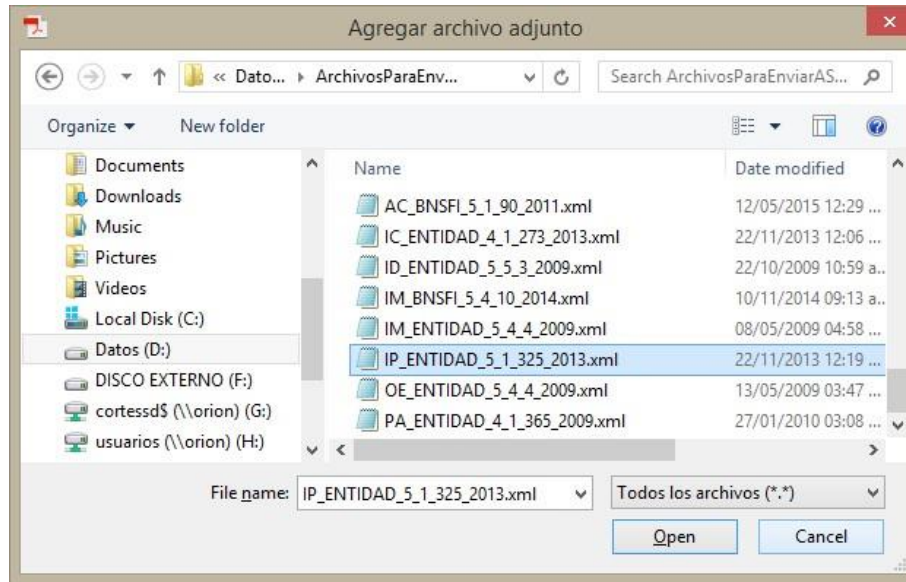 Agregar archivo adjunto
« Dato... ArchivosParaEnv... Search ArchivosParaEnviarAS...
Organize New folder
Documents
Downloads
Music
Pictures
Videos
Local Disk (C:)
Datos (D:)
DISCO EXTERNO (F:)
cortessd$ (\\orion) (G:)
usuarios (\\orion) (H:)
Name Date modified
AC_BNSFI_5_1_90_2011.xml 12/05/2015 12:29 ...
IC_ENTIDAD_4_1_273_2013.xml 22/11/2013 12:06 ...
ID_ENTIDAD_5_5_3_2009.xml 22/10/2009 10:59 a..
IM_BNSFI_5_4_10_2014.xml 10/11/2014 09:13 a..
IM_ENTIDAD_5_4_4_2009.xml 08/05/2009 04:58 ...
IP_ENTIDAD_5_1_325_2013.xml 22/11/2013 12:19 ...
OE_ENTIDAD_5_4_4_2009.xml 13/05/2009 03:47 ...
PA_ENTIDAD_4_1_365_2009.xml 27/01/2010 03:08 ...
File name: IP_ENTIDAD_5_1_325_2013.xml Todos los archivos (*.*)
Open Cancel